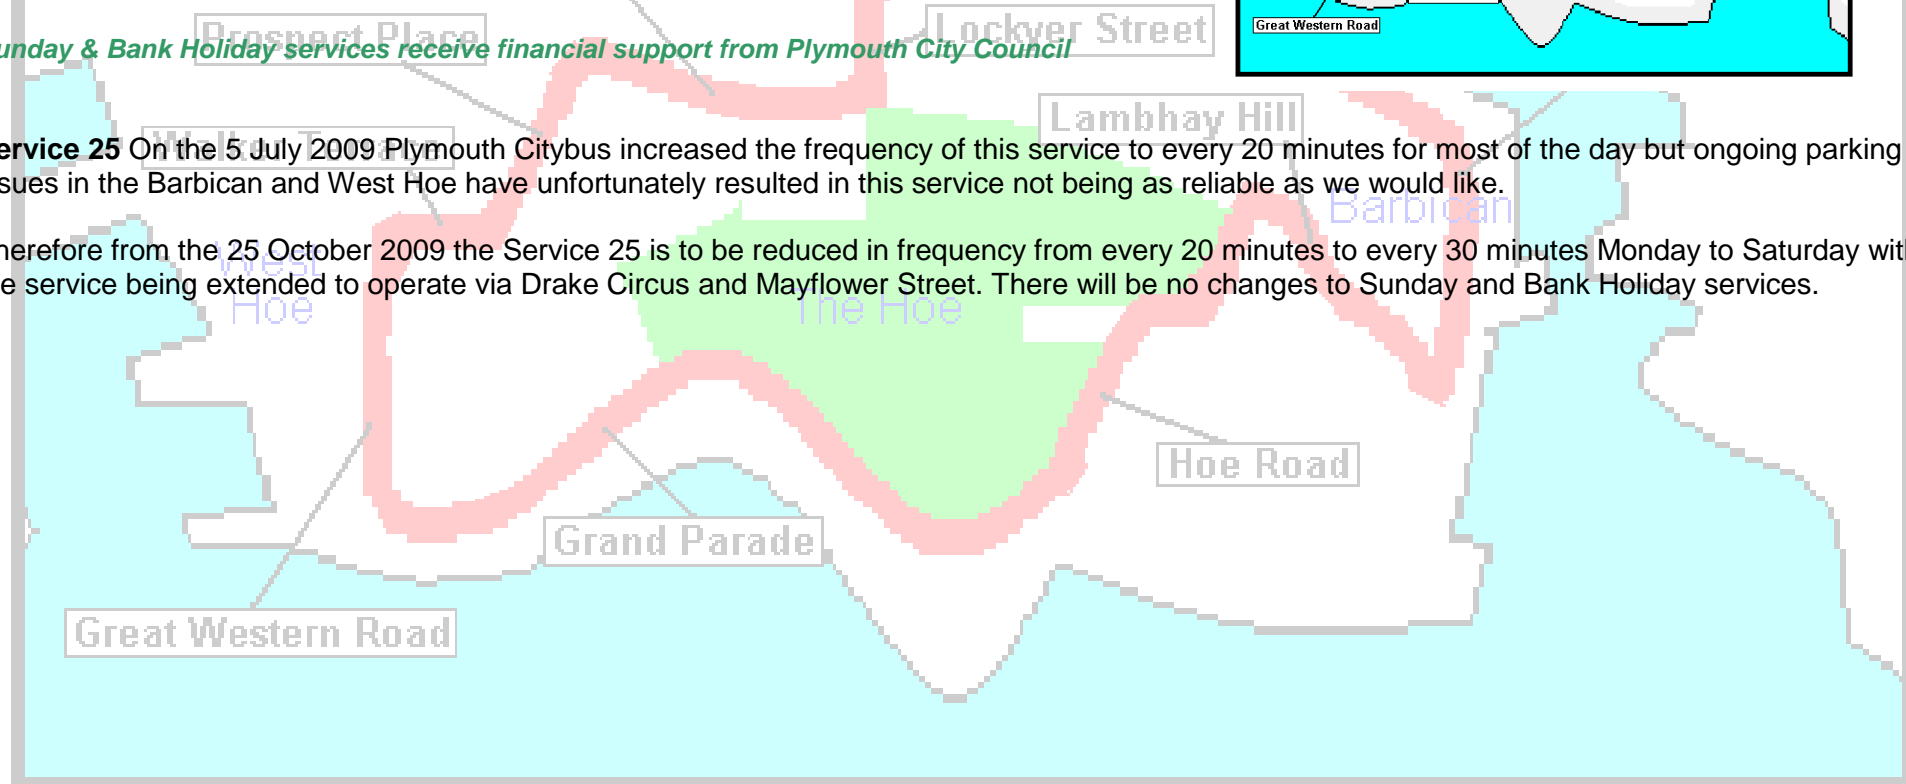 Great Western Road
Prospect Place
Lockyer Street
unday & Bank Holiday services receive financial support from Plymouth City Council
Lambhay Hill
Walker Terrace
ervice 25 On the 5 July 2009 Plymouth Citybus increased the frequency of this service to every 20 minutes for most of the day but ongoing parking
sues in the Barbican and West Hoe have unfortunately resulted in this service not being as reliable as we would like.
Barbican
herefore from the 25 October 2009 the Service 25 is to be reduced in frequency from every 20 minutes to every 30 minutes Monday to Saturday wit
e service being extended to operate via Drake Circus and Mayflower Street. There will be no changes to Sunday and Bank Holiday services.
West
Hoe
The Hoe
Hoe Road
Grand Parade
Great Western Road